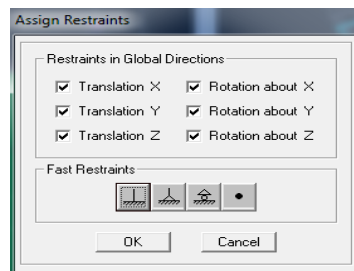 Assign Restraints
Restraints in Global Directions
Translation X Rotation about X
Translation Y Rotation about Y
Translation Z Rotation about Z
Fast Restraints
OK Cancel